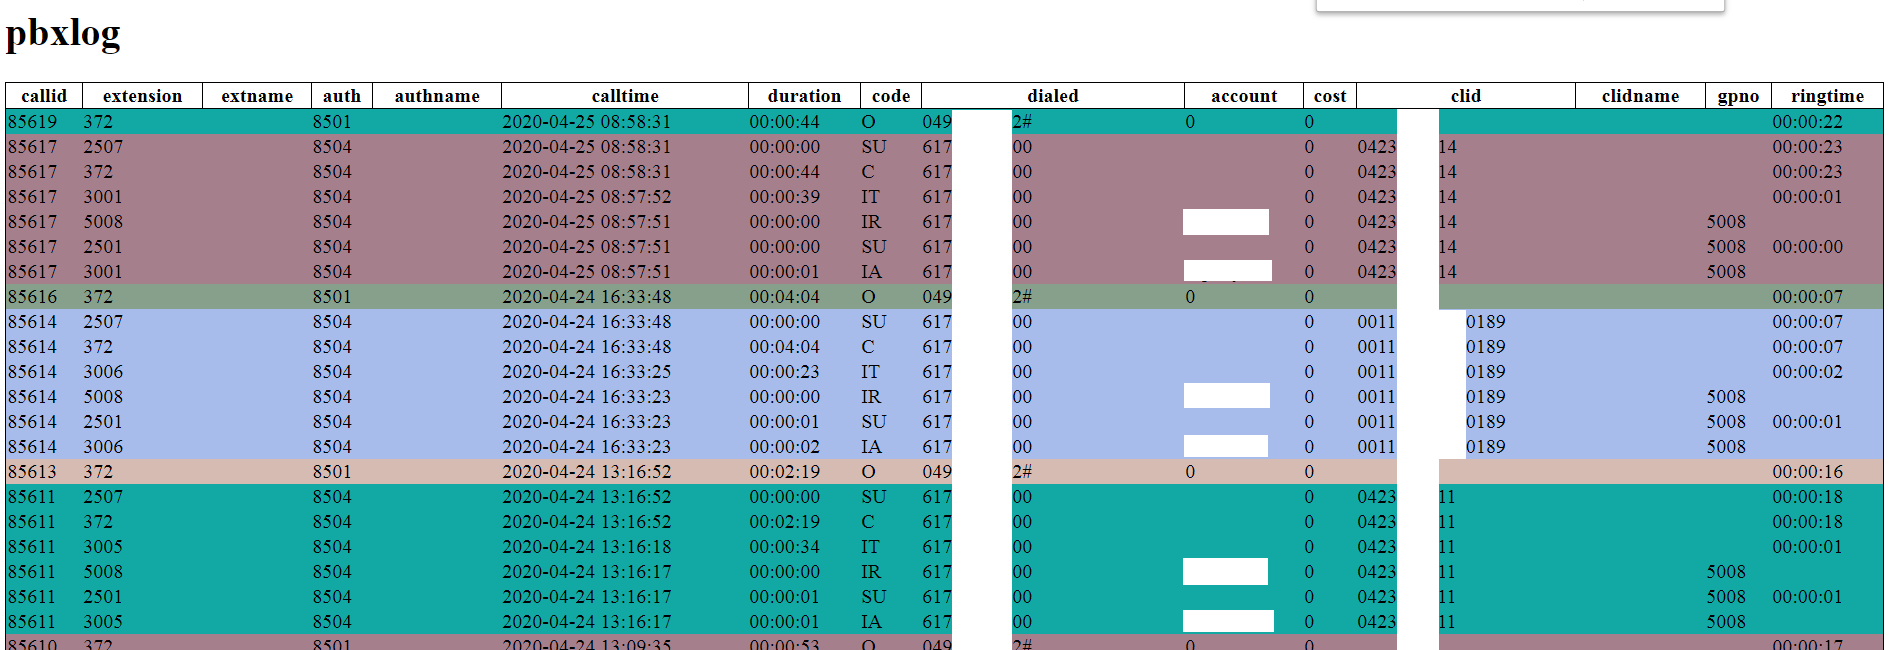 pbxlog
callid extension extname auth authname calltime duration code dialed account cost clid clidname gpno ringtime
85619 372 8501 2020-04-25 08:58:31 00:00:44 O 049 2# 0 0 00:00:22
85617 2507 8504 2020-04-25 08:58:31 00:00:00 SU 617 00 0 0423 14 00:00:23
85617 372 8504 2020-04-25 08:58:31 00:00:44 C 617 00 0 0423 14 00:00:23
85617 3001 8504 2020-04-25 08:57:52 00:00:39 IT 617 00 0 0423 14 00:00:01
85617 5008 8504 2020-04-25 08:57:51 00:00:00 IR 617 00 0 0423 14 5008
85617 2501 8504 2020-04-25 08:57:51 00:00:00 SU 617 00 0 0423 14 5008 00:00:00
85617 3001 8504 2020-04-25 08:57:51 00:00:01 IA 617 00 0 0423 14 5008
85616 372 8501 2020-04-24 16:33:48 00:04:04 O 049 2# 0 0 00:00:07
85614 2507 8504 2020-04-24 16:33:48 00:00:00 SU 617 00 0 0011 0189 00:00:07
85614 372 8504 2020-04-24 16:33:48 00:04:04 C 617 00 0 0011 0189 00:00:07
85614 3006 8504 2020-04-24 16:33:25 00:00:23 IT 617 00 0 0011 0189 00:00:02
85614 5008 8504 2020-04-24 16:33:23 00:00:00 IR 617 00 0 0011 0189 5008
85614 2501 8504 2020-04-24 16:33:23 00:00:01 SU 617 00 0 0011 0189 5008 00:00:01
85614 3006 8504 2020-04-24 16:33:23 00:00:02 IA 617 00 0 0011 0189 5008
85613 372 8501 2020-04-24 13:16:52 00:02:19 O 049 2# 0 0 00:00:16
85611 2507 8504 2020-04-24 13:16:52 00:00:00 SU 617 00 0 0423 11 00:00:18
85611 372 8504 2020-04-24 13:16:52 00:02:19 C 617 00 0 0423 11 00:00:18
85611 3005 8504 2020-04-24 13:16:18 00:00:34 IT 617 00 0 0423 11 00:00:01
85611 5008 8504 2020-04-24 13:16:17 00:00:00 IR 617 00 0 0423 11 5008
85611 2501 8504 2020-04-24 13:16:17 00:00:01 SU 617 00 0 0423 11 5008 00:00:01
85611 3005 8504 2020-04-24 13:16:17 00:00:01 IA 617 00 0 0423 11 5008
85610 372 8501 2020-04-24 13:09:35 00:00:53 O 049 2# 0 0 00:00:17